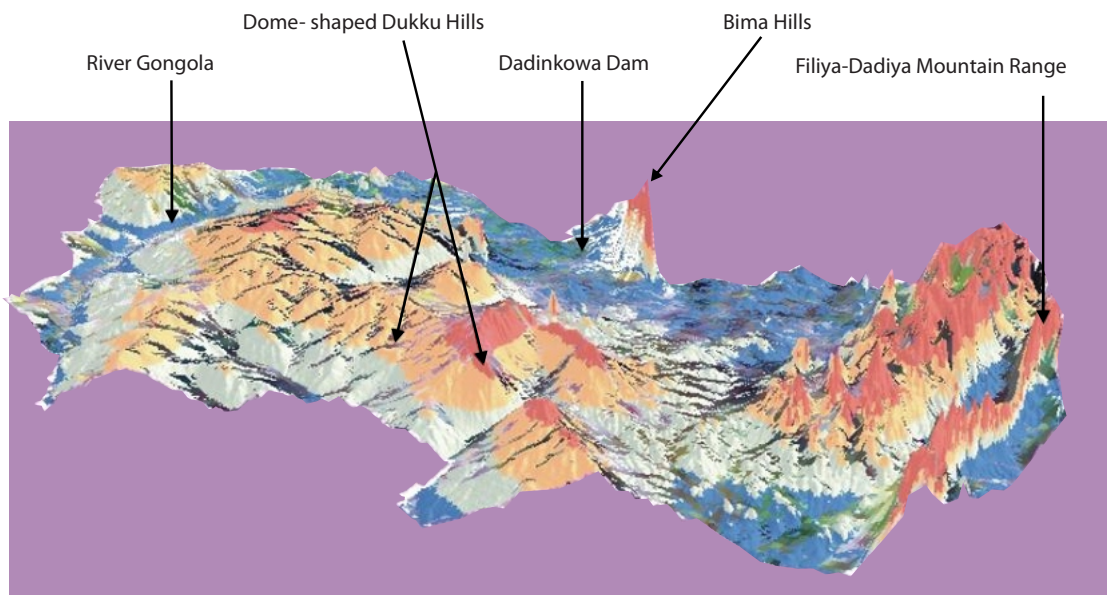 Dome- shaped Dukku Hills
Bima Hills
River Gongola
Dadinkowa Dam
Filiya-Dadiya Mountain Range